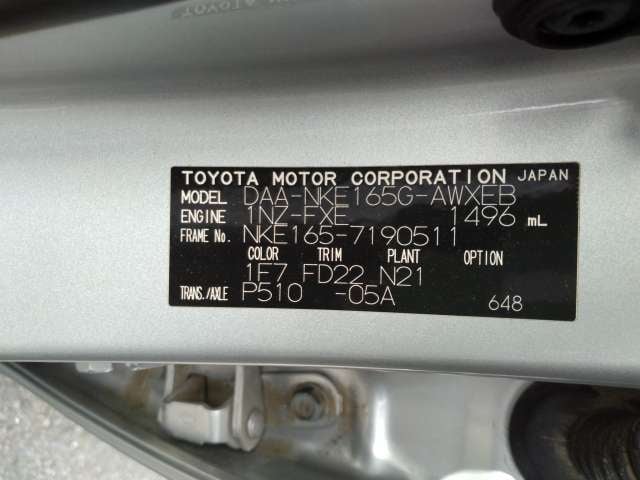 TOYOTA
TOYOTA MOTOR CORPORATION JAPAN
MODEL DAA-NKE165G-AWXEB
ENGINE 1NZ-FXE 1496 mL
FRAME No. NKE165-7190511
COLOR TRIM PLANT OPTION
1F7 FD22 N21
TRANS./AXLE P510 -05A
648